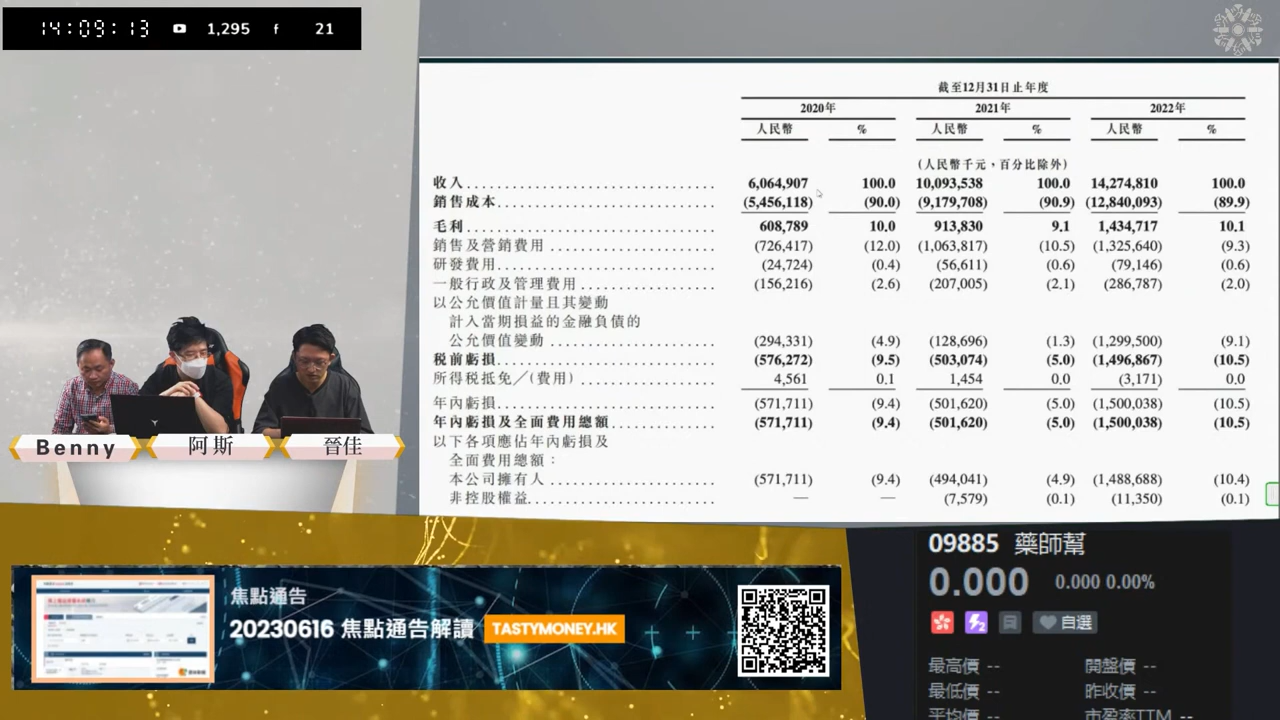 14:09:13 1,295 f 21
截至12月31日止年度
2020年 2021年 2022年
人民幣 % 人民幣 % 人民幣 %
(人民幣千元，百分比除外)
收入 6,064,907 100.0 10,093,538 100.0 14,274,810 100.0
銷售成本 (5,456,118) (90.0) (9,179,708) (90.9) (12,840,093) (89.9)
毛利 608,789 10.0 913,830 9.1 1,434,717 10.1
銷售及營銷費用 (726,417) (12.0) (1,063,817) (10.5) (1,325,640) (9.3)
研發費用 (24,724) (0.4) (56,611) (0.6) (79,146) (0.6)
一般行政及管理費用 (156,216) (2.6) (207,005) (2.1) (286,787) (2.0)
以公允價值計量且其變動
計入當期損益的金融負債的
公允價值變動 (294,331) (4.9) (128,696) (1.3) (1,299,500) (9.1)
稅前虧損 (576,272) (9.5) (503,074) (5.0) (1,496,867) (10.5)
所得稅抵免／(費用) 4,561 0.1 1,454 0.0 (3,171) 0.0
年內虧損 (571,711) (9.4) (501,620) (5.0) (1,500,038) (10.5)
年內虧損及全面費用總額 (571,711) (9.4) (501,620) (5.0) (1,500,038) (10.5)
以下各項應佔年內虧損及
全面費用總額：
本公司擁有人 (571,711) (9.4) (494,041) (4.9) (1,488,688) (10.4)
非控股權益 — — (7,579) (0.1) (11,350) (0.1)
Benny 阿斯 晉佳
焦點通告
20230616 焦點通告解讀 TASTYMONEY.HK
09885 藥師幫
0.000 0.000 0.00%
自選
最高價 -- 開盤價 --
最低價 -- 昨收價 --
平均價 -- 市盈率TTM --